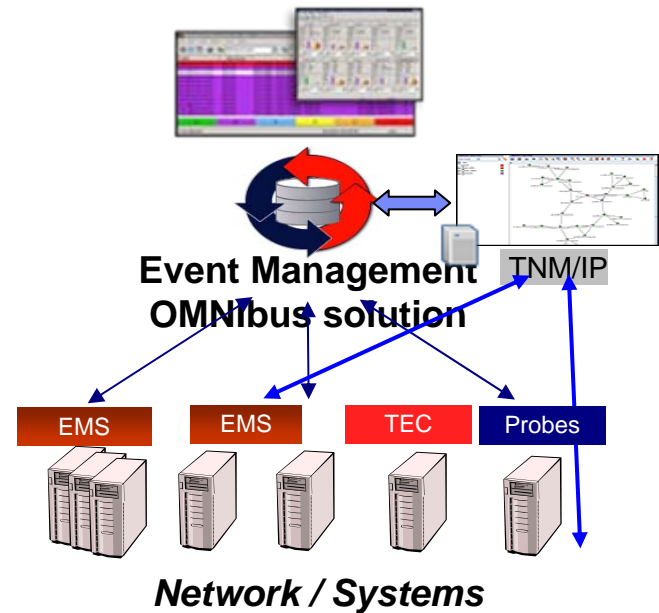 Event Management
OMNIbus solution
TNM/IP
EMS
EMS
TEC
Probes
Network / Systems